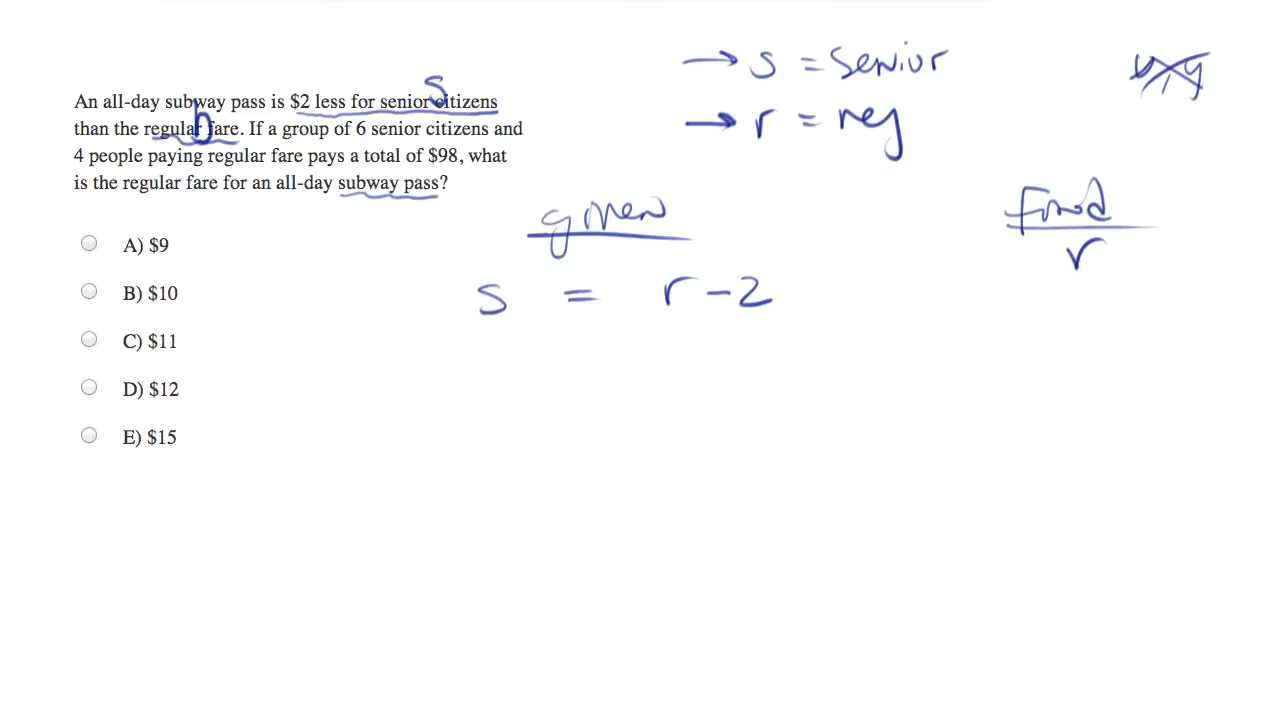 An all-day subway pass is $2 less for senior citizens
than the regular fare. If a group of 6 senior citizens and
4 people paying regular fare pays a total of $98, what
is the regular fare for an all-day subway pass?
A) $9
B) $10
C) $11
D) $12
E) $15
s
→ s = senior
→ r = reg
given
s = r - 2
find
r